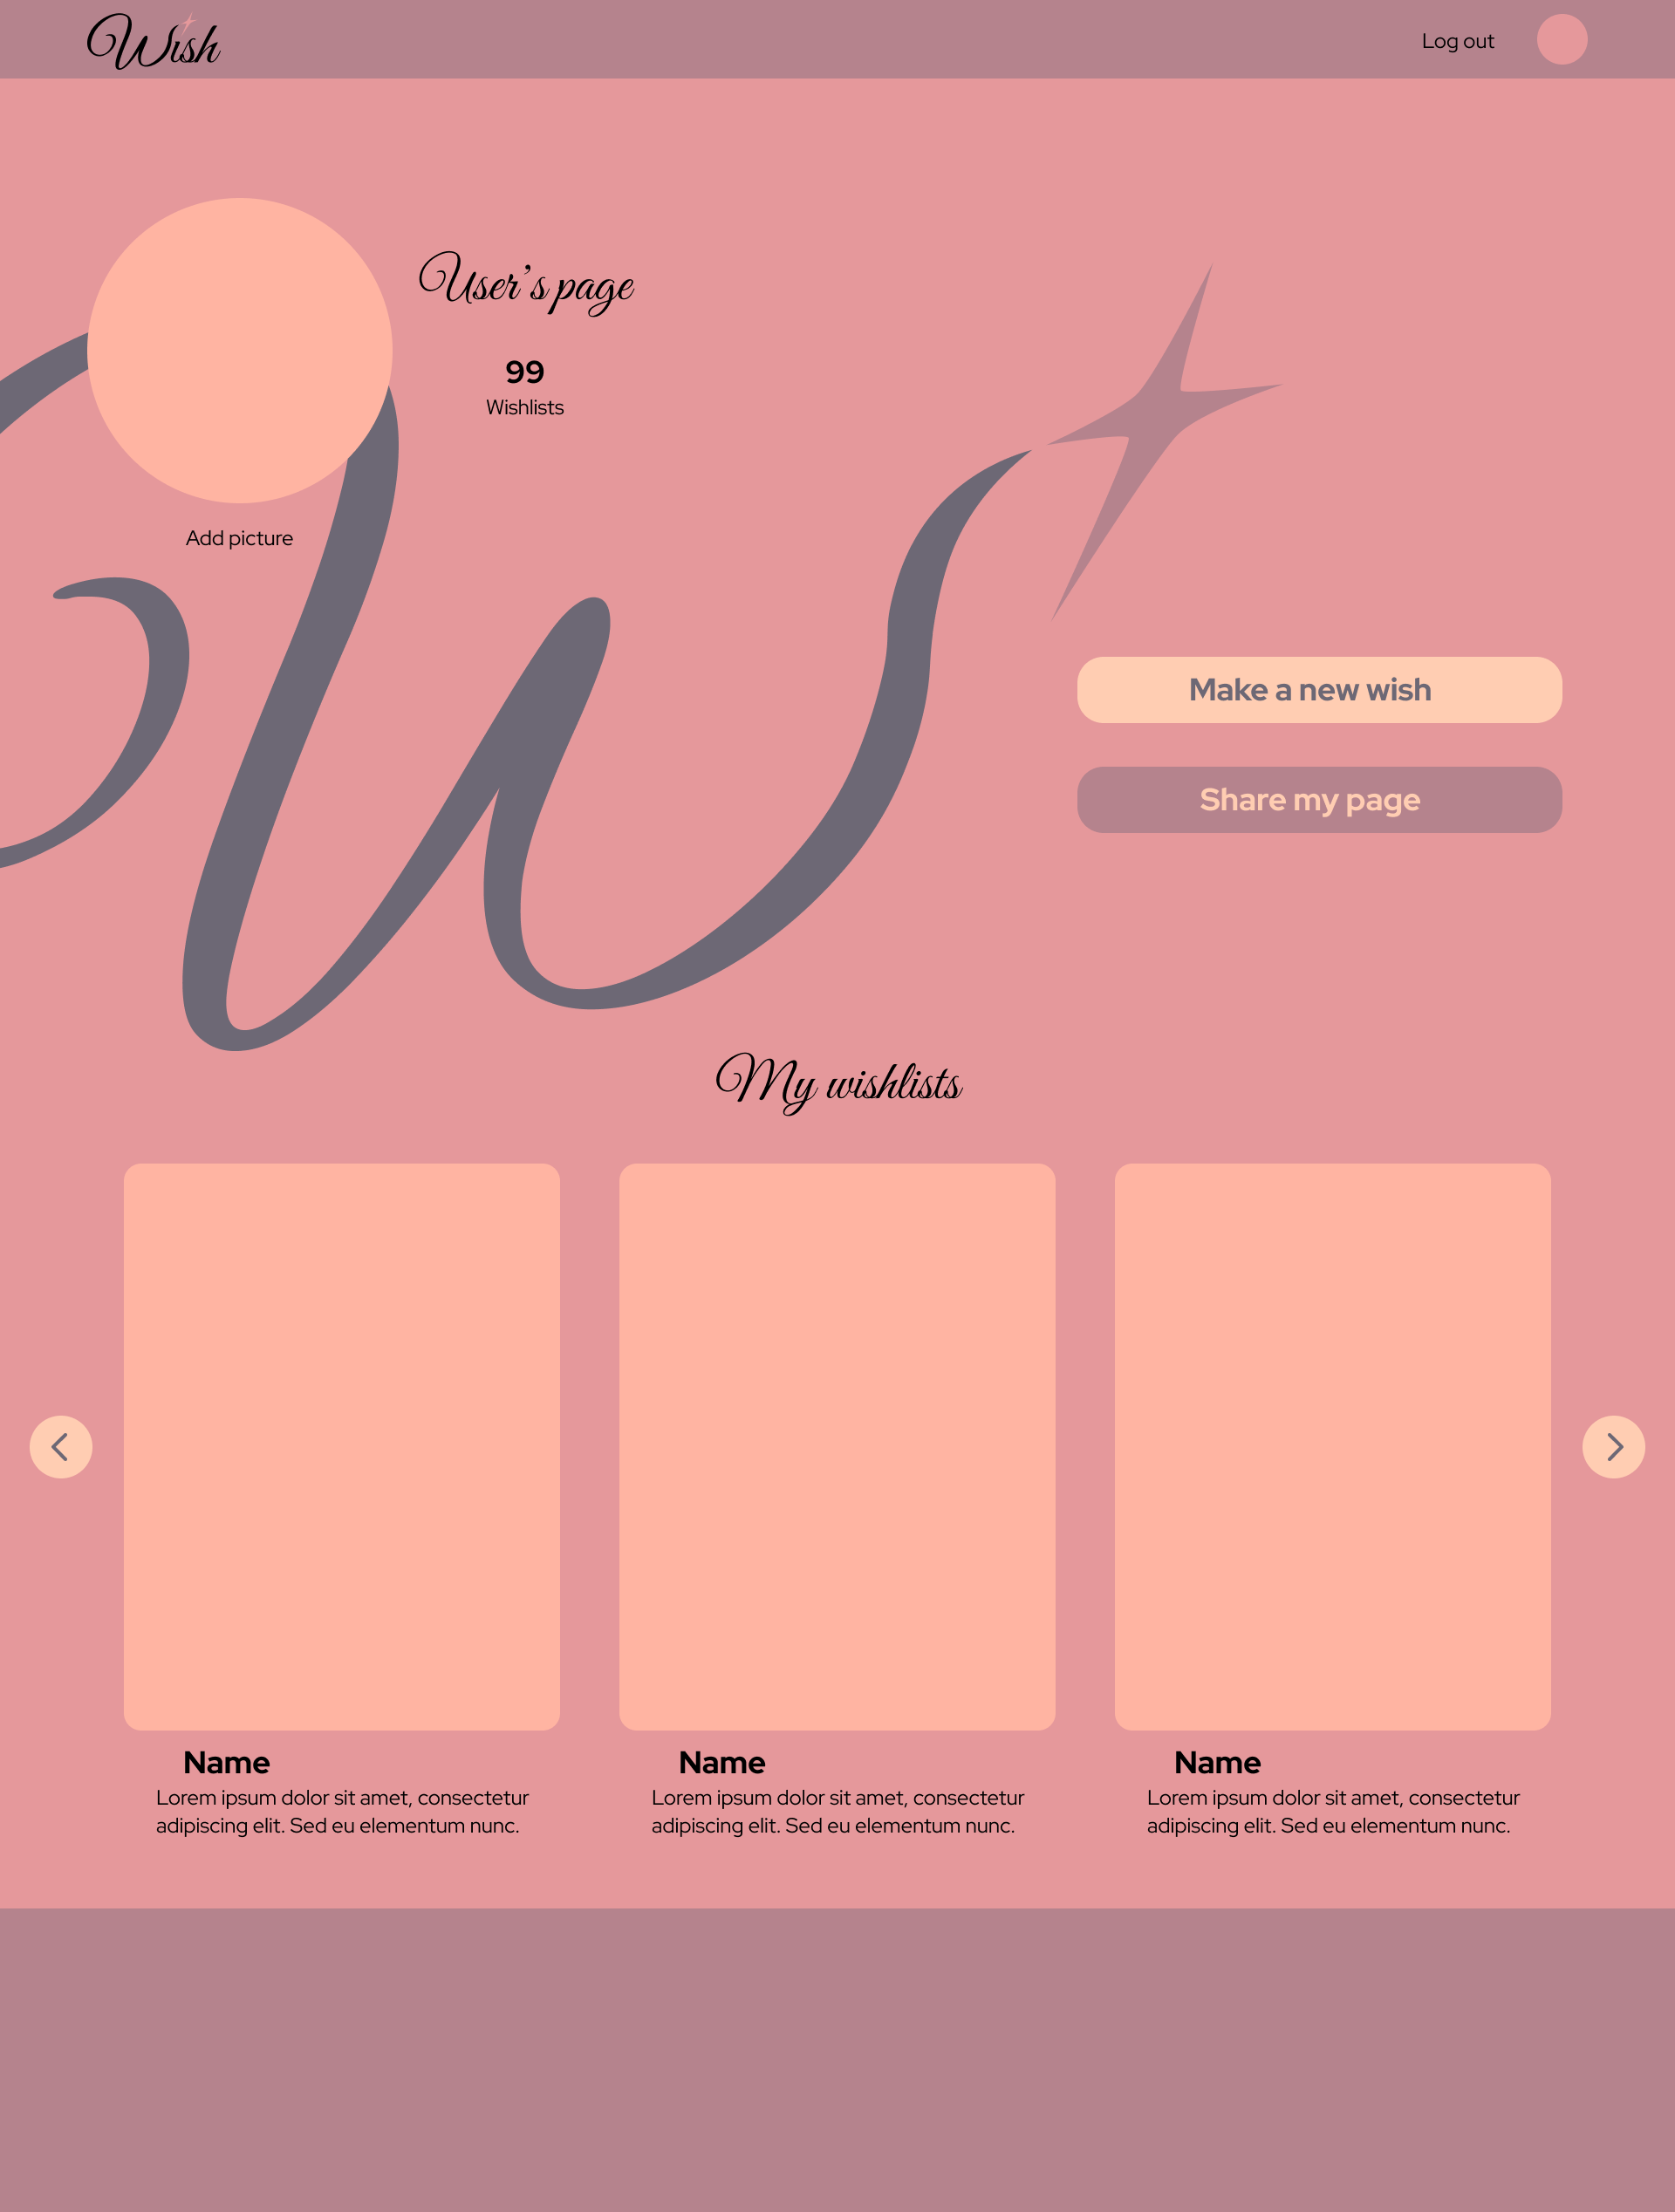 Wish
Log out
User's page
99
Wishlists
Add picture
W
Make a new wish
Share my page
My wishlists
Name
Lorem ipsum dolor sit amet, consectetur
adipiscing elit. Sed eu elementum nunc.
Name
Lorem ipsum dolor sit amet, consectetur
adipiscing elit. Sed eu elementum nunc.
Name
Lorem ipsum dolor sit amet, consectetur
adipiscing elit. Sed eu elementum nunc.